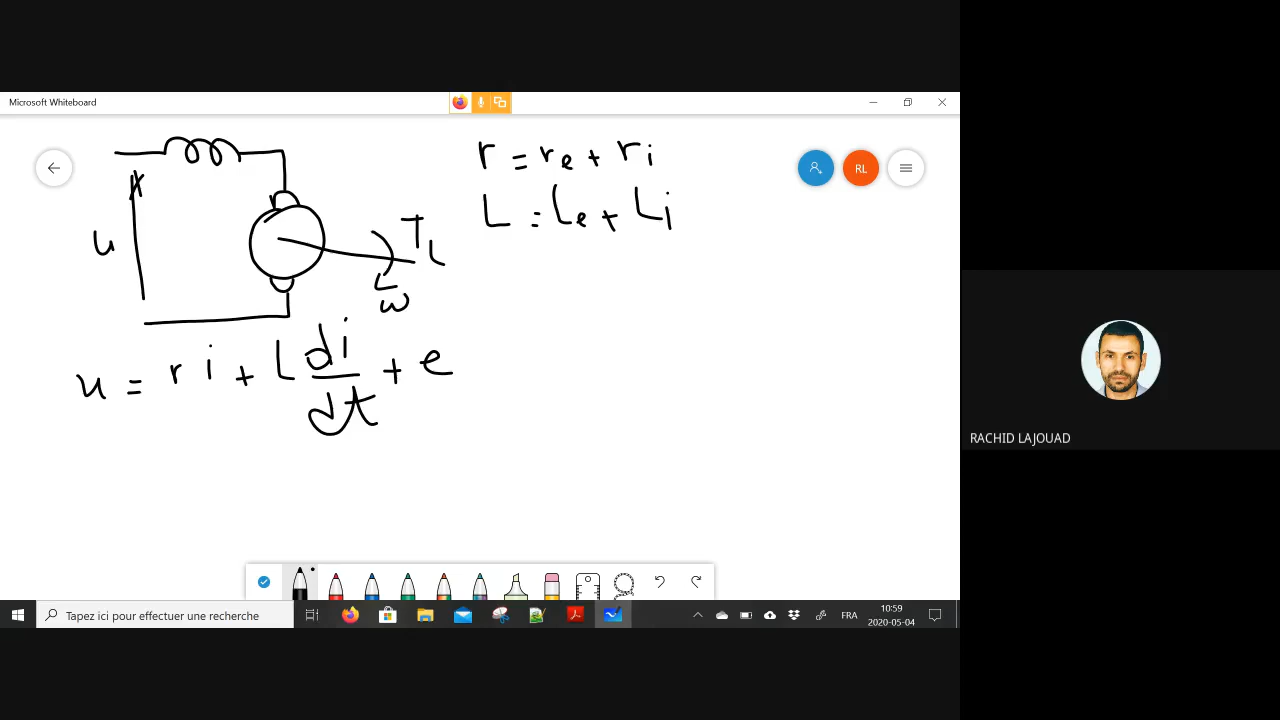 Microsoft Whiteboard
r = re + ri
L = Le + Li
RL
u
TL
ω
u = ri + L di/dt + e
RACHID LAJOUAD
Tapez ici pour effectuer une recherche
FRA
10:59
2020-05-04